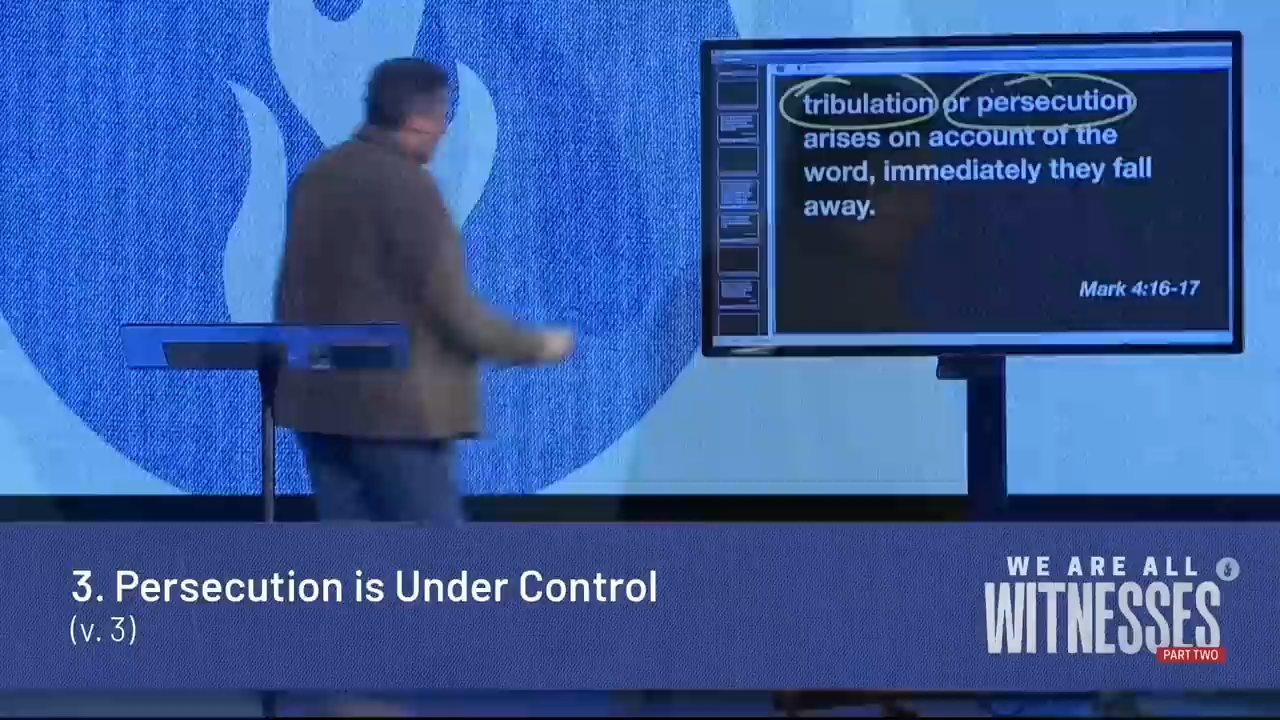 tribulation or persecution
arises on account of the
word, immediately they fall
away.
Mark 4:16-17
3. Persecution is Under Control
(v. 3)
WE ARE ALL
WITNESSES
PART TWO